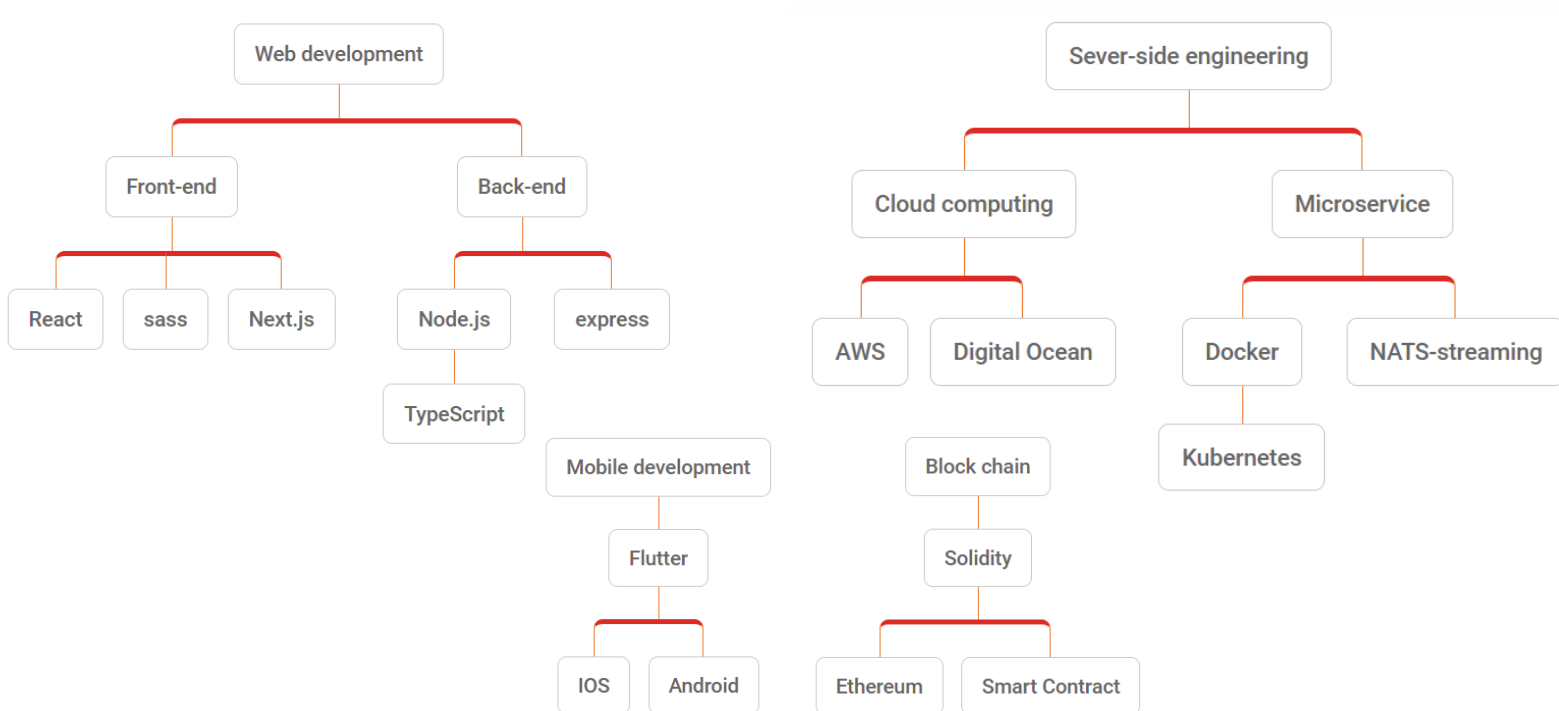 Web development
Front-end
Back-end
React
sass
Next.js
Node.js
express
TypeScript
Sever-side engineering
Cloud computing
Microservice
AWS
Digital Ocean
Docker
NATS-streaming
Kubernetes
Mobile development
Flutter
IOS
Android
Block chain
Solidity
Ethereum
Smart Contract